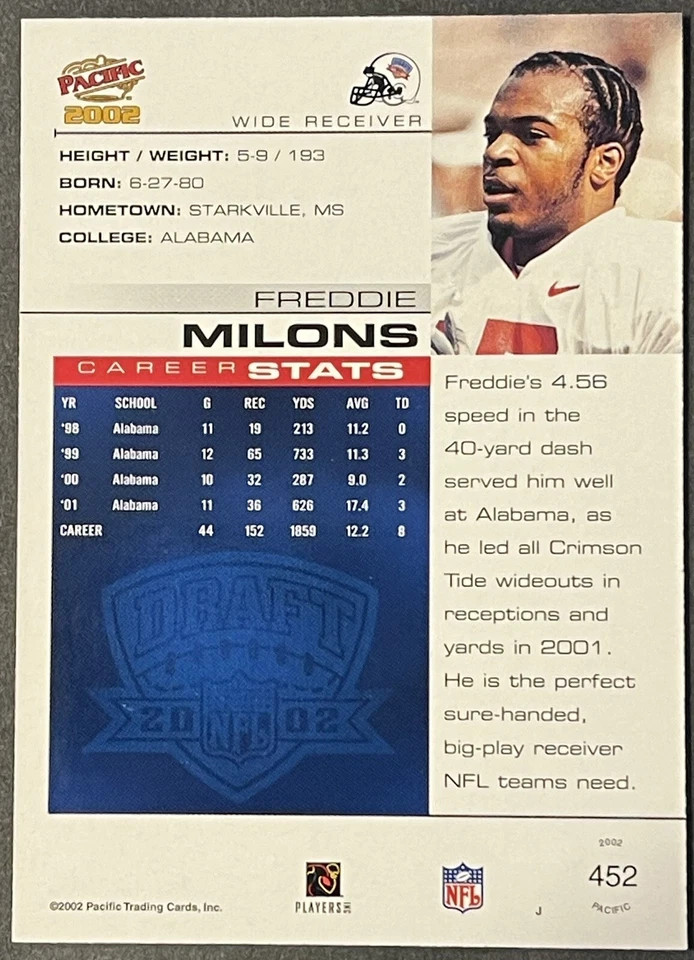 PACIFIC
2002
WIDE RECEIVER
HEIGHT / WEIGHT: 5-9 / 193
BORN: 6-27-80
HOMETOWN: STARKVILLE, MS
COLLEGE: ALABAMA
FREDDIE
MILONS
CAREER STATS
YR SCHOOL G REC YDS AVG TD
'98 Alabama 11 19 213 11.2 0
'99 Alabama 12 65 733 11.3 3
'00 Alabama 10 32 287 9.0 2
'01 Alabama 11 36 626 17.4 3
CAREER 44 152 1859 12.2 8
DRAFT
20 NFL 02
Freddie's 4.56
speed in the
40-yard dash
served him well
at Alabama, as
he led all Crimson
Tide wideouts in
receptions and
yards in 2001.
He is the perfect
sure-handed,
big-play receiver
NFL teams need.
©2002 Pacific Trading Cards, Inc.
PLAYERS INC
NFL
J
2002
452
PACIFIC